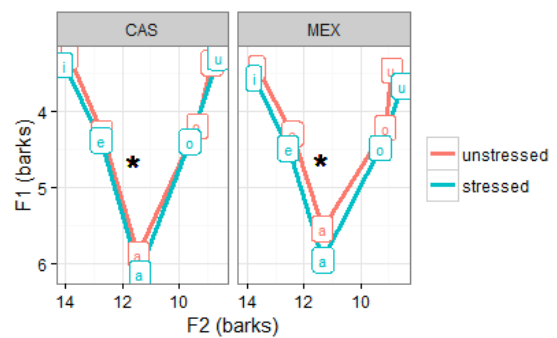 CAS
MEX
i
u
e
o
*
a
a
u
i
e
o
o
u
*
a
a
4
5
6
14
12
10
14
12
10
F1 (barks)
F2 (barks)
unstressed
stressed